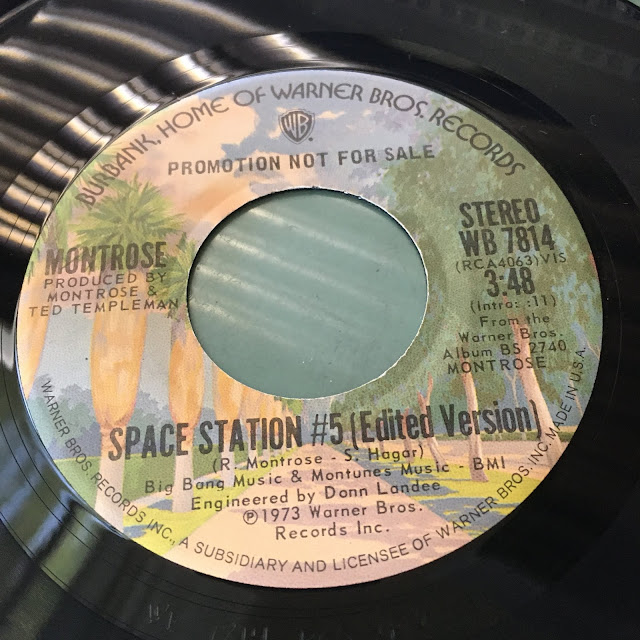 BURBANK, HOME OF WARNER BROS. RECORDS
WB
PROMOTION NOT FOR SALE
MONTROSE
PRODUCED BY
MONTROSE &
TED TEMPLEMAN
STEREO
WB 7814
(RCA4063)VIS
3:48
(Intro: :11)
From the
Warner Bros.
Album BS 2740
MONTROSE
SPACE STATION #5 (Edited Version)
(R. Montrose - S. Hagar)
Big Bang Music & Montunes Music - BMI
Engineered by Donn Landee
℗1973 Warner Bros.
Records Inc.
WARNER BROS. RECORDS INC., A SUBSIDIARY AND LICENSEE OF WARNER BROS. INC. MADE IN U.S.A.